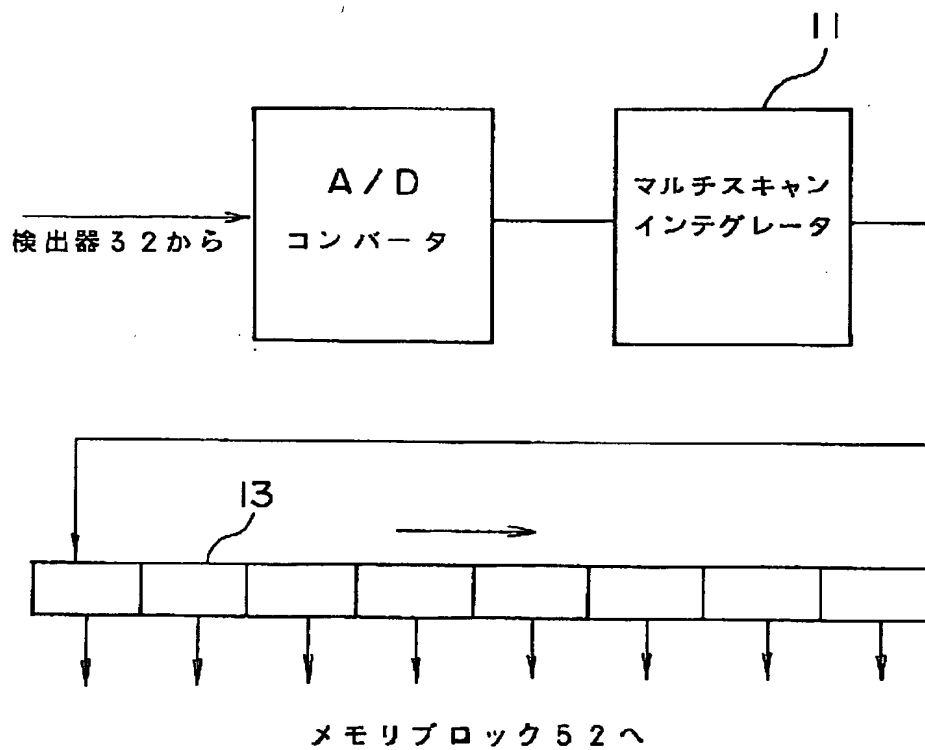 11
A/D
コンバータ
マルチスキャン
インテグレータ
検出器32から
13
メモリブロック52へ